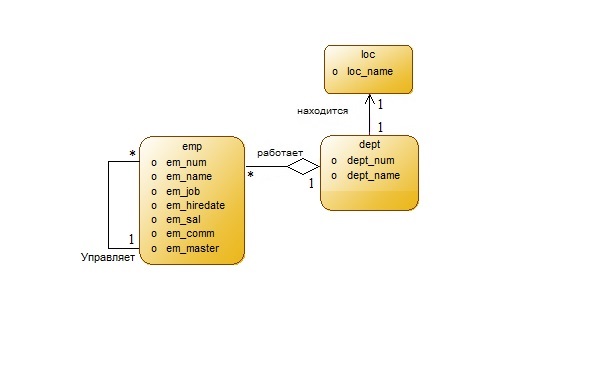 loc
o loc_name
1
находится
1
dept
o dept_num
o dept_name
работает
*
1
emp
o em_num
o em_name
o em_job
o em_hiredate
o em_sal
o em_comm
o em_master
*
1
Управляет